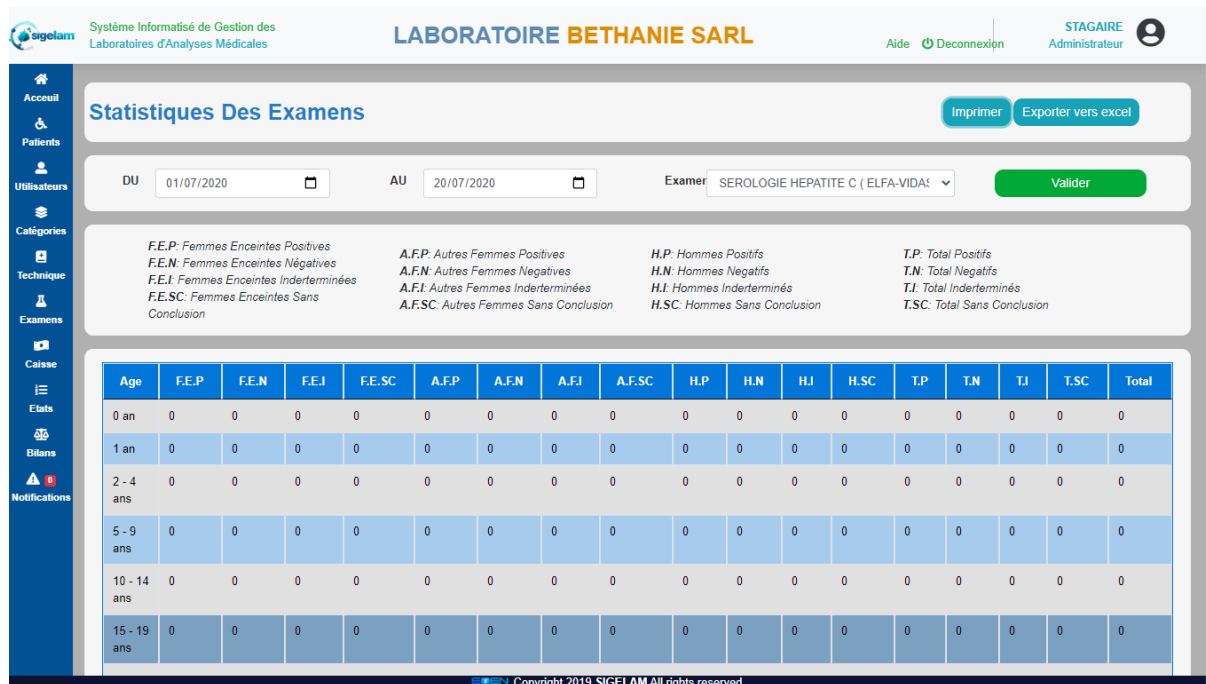 sigelam
Système Informatisé de Gestion des
Laboratoires d'Analyses Médicales
LABORATOIRE BETHANIE SARL
Aide Deconnexion
STAGAIRE
Administrateur
Acceuil
Patients
Utilisateurs
Catégories
Technique
Examens
Caisse
Etats
Bilans
0
Notifications
Statistiques Des Examens
Imprimer Exporter vers excel
DU 01/07/2020 AU 20/07/2020 Examer SEROLOGIE HEPATITE C ( ELFA-VIDAS Valider
F.E.P: Femmes Enceintes Positives
F.E.N: Femmes Enceintes Négatives
F.E.I: Femmes Enceintes Inderterminées
F.E.SC: Femmes Enceintes Sans
Conclusion
A.F.P: Autres Femmes Positives
A.F.N: Autres Femmes Negatives
A.F.I: Autres Femmes Inderterminées
A.F.SC: Autres Femmes Sans Conclusion
H.P: Hommes Positifs
H.N: Hommes Negatifs
H.I: Hommes Inderterminés
H.SC: Hommes Sans Conclusion
T.P: Total Positifs
T.N: Total Negatifs
T.I: Total Inderterminés
T.SC: Total Sans Conclusion
Age F.E.P F.E.N F.E.I F.E.SC A.F.P A.F.N A.F.I A.F.SC H.P H.N H.I H.SC T.P T.N T.I T.SC Total
0 an 0 0 0 0 0 0 0 0 0 0 0 0 0 0 0 0 0
1 an 0 0 0 0 0 0 0 0 0 0 0 0 0 0 0 0 0
2 - 4 0 0 0 0 0 0 0 0 0 0 0 0 0 0 0 0 0
ans
5 - 9 0 0 0 0 0 0 0 0 0 0 0 0 0 0 0 0 0
ans
10 - 14 0 0 0 0 0 0 0 0 0 0 0 0 0 0 0 0 0
ans
15 - 19 0 0 0 0 0 0 0 0 0 0 0 0 0 0 0 0 0
ans
Copyright 2019 SIGELAM All rights reserved